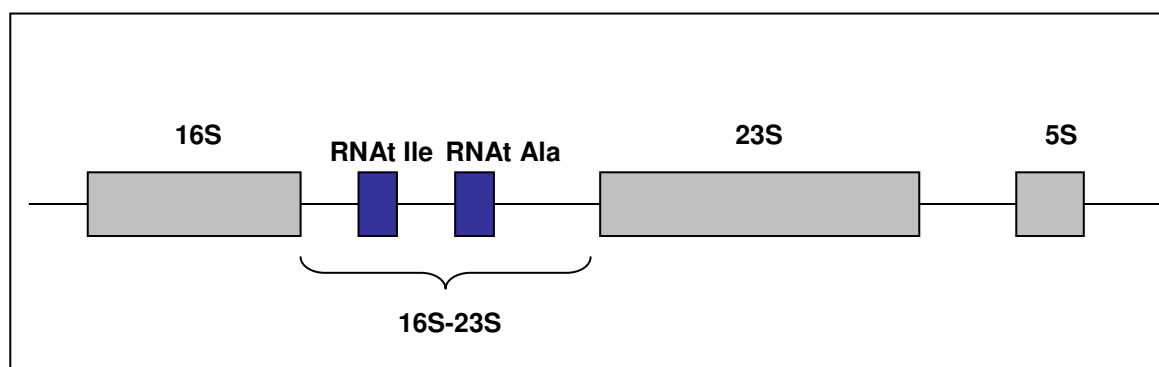 16S
23S
5S
RNAt Ile RNAt Ala
16S-23S